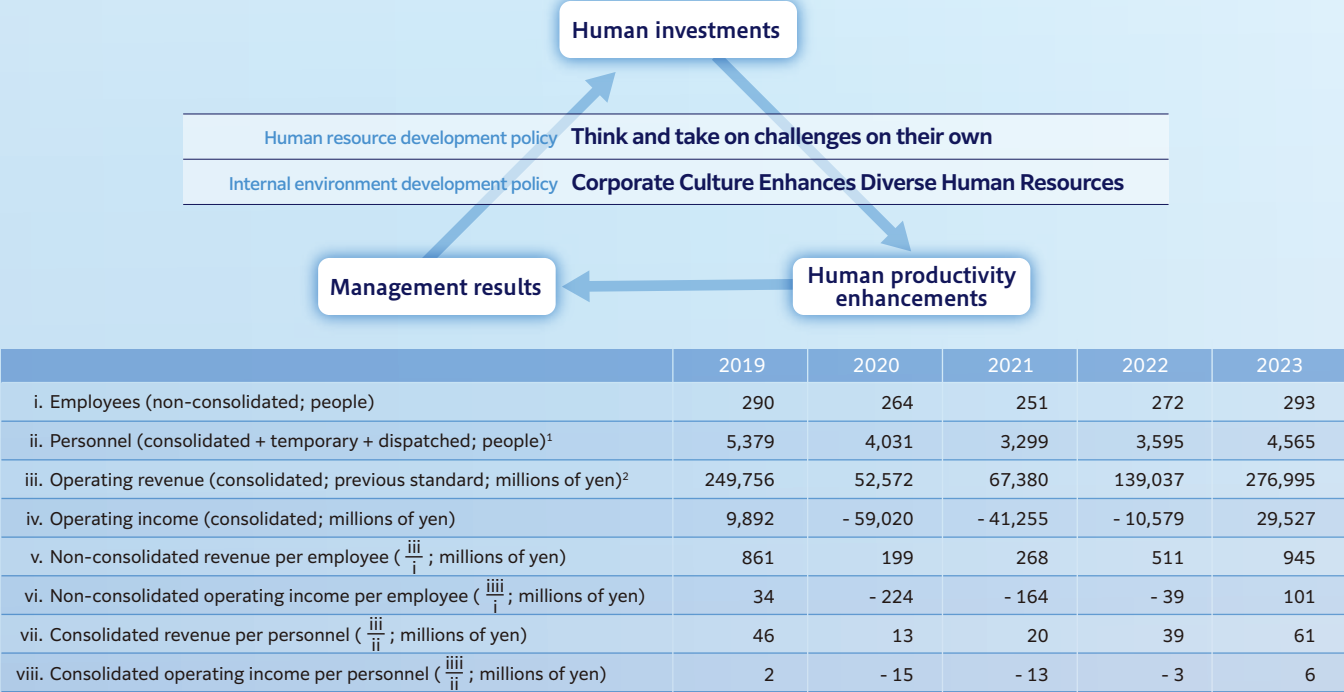 Human investments
Human resource development policy Think and take on challenges on their own
Internal environment development policy Corporate Culture Enhances Diverse Human Resources
Management results
Human productivity
enhancements
2019 2020 2021 2022 2023
i. Employees (non-consolidated; people) 290 264 251 272 293
ii. Personnel (consolidated + temporary + dispatched; people)1 5,379 4,031 3,299 3,595 4,565
iii. Operating revenue (consolidated; previous standard; millions of yen)2 249,756 52,572 67,380 139,037 276,995
iv. Operating income (consolidated; millions of yen) 9,892 - 59,020 - 41,255 - 10,579 29,527
v. Non-consolidated revenue per employee ( iii/i ; millions of yen) 861 199 268 511 945
vi. Non-consolidated operating income per employee ( iiii/i ; millions of yen) 34 - 224 - 164 - 39 101
vii. Consolidated revenue per personnel ( iii/ii ; millions of yen) 46 13 20 39 61
viii. Consolidated operating income per personnel ( iiii/ii ; millions of yen) 2 - 15 - 13 - 3 6